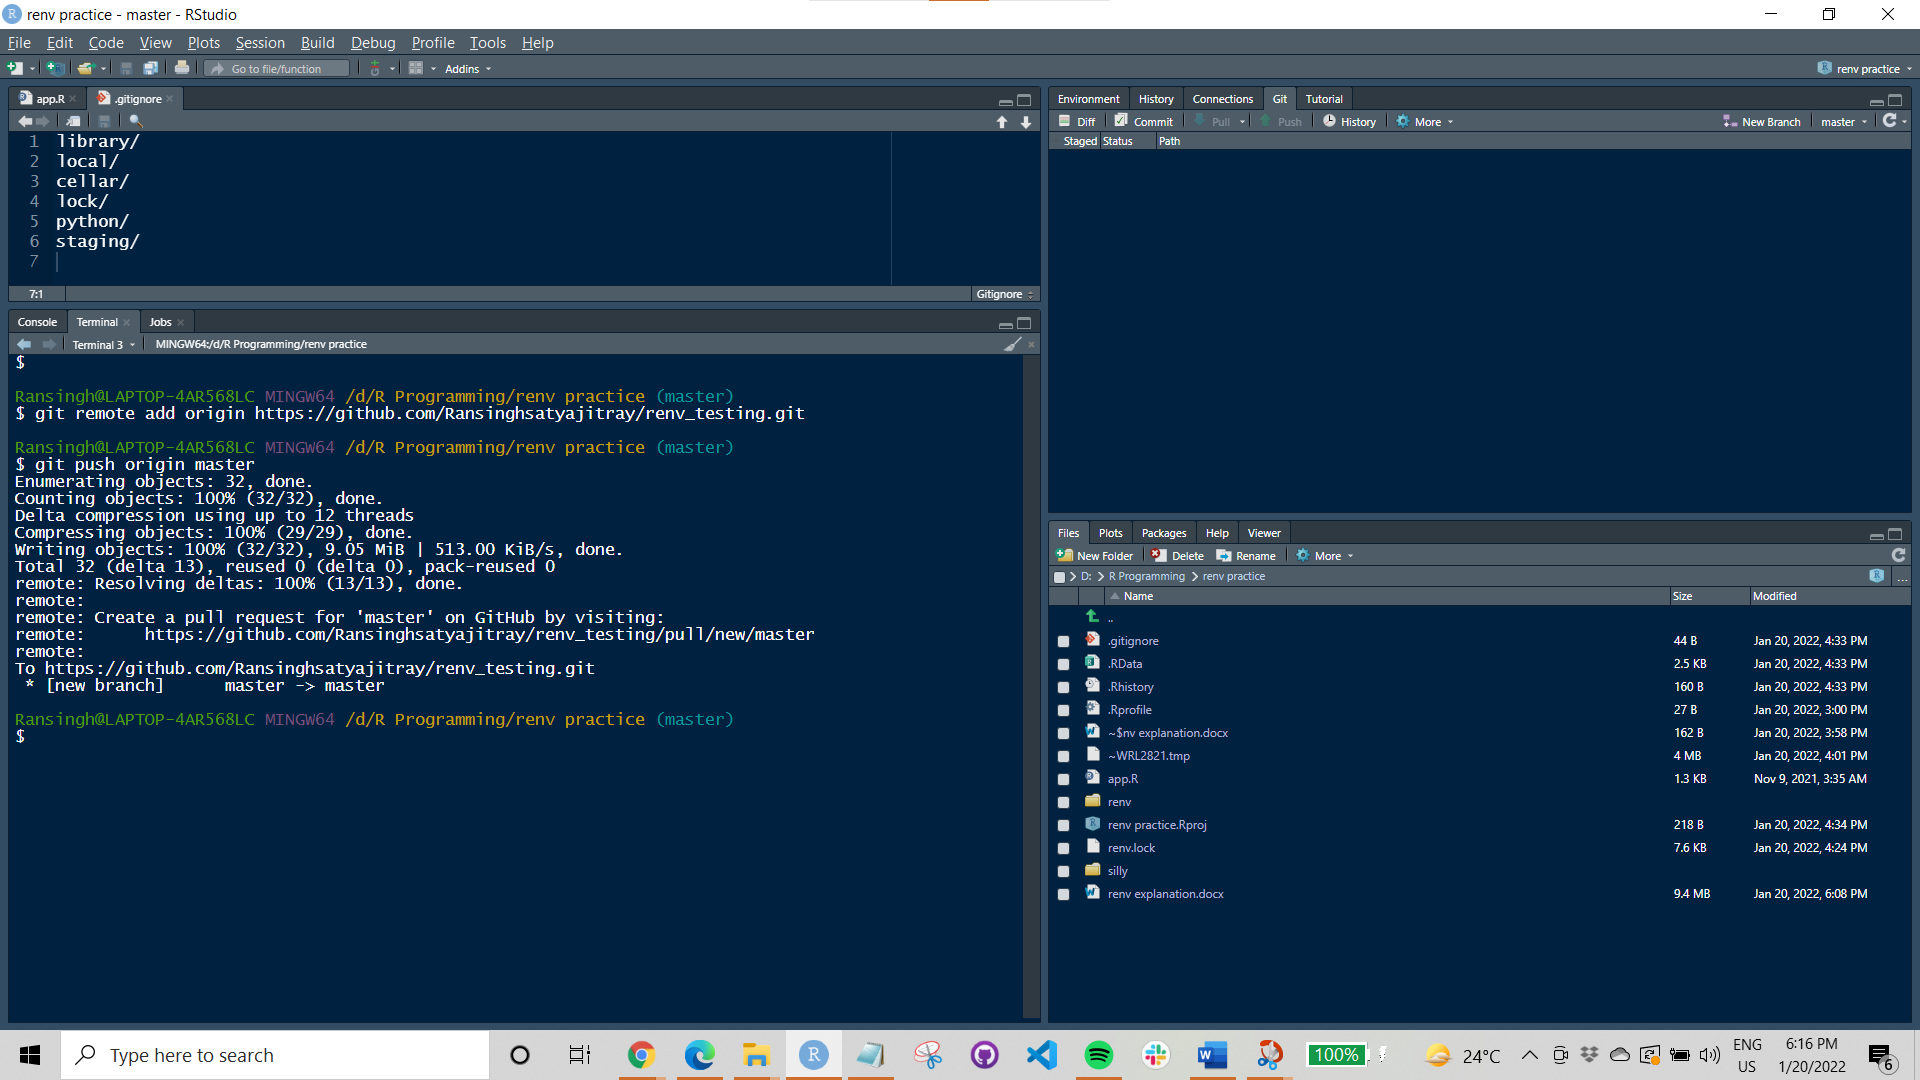 renv practice - master - RStudio
File Edit Code View Plots Session Build Debug Profile Tools Help
Go to file/function Addins renv practice
app.R .gitignore
1 library/
2 local/
3 cellar/
4 lock/
5 python/
6 staging/
7
7:1 Gitignore
Console Terminal Jobs
Terminal 3 MINGW64:/d/R Programming/renv practice
$
Ransingh@LAPTOP-4AR568LC MINGW64 /d/R Programming/renv practice (master)
$ git remote add origin https://github.com/Ransinghsatyajitray/renv_testing.git
Ransingh@LAPTOP-4AR568LC MINGW64 /d/R Programming/renv practice (master)
$ git push origin master
Enumerating objects: 32, done.
Counting objects: 100% (32/32), done.
Delta compression using up to 12 threads
Compressing objects: 100% (29/29), done.
Writing objects: 100% (32/32), 9.05 MiB | 513.00 KiB/s, done.
Total 32 (delta 13), reused 0 (delta 0), pack-reused 0
remote: Resolving deltas: 100% (13/13), done.
remote:
remote: Create a pull request for 'master' on GitHub by visiting:
remote:      https://github.com/Ransinghsatyajitray/renv_testing/pull/new/master
remote:
To https://github.com/Ransinghsatyajitray/renv_testing.git
 * [new branch]      master -> master
Ransingh@LAPTOP-4AR568LC MINGW64 /d/R Programming/renv practice (master)
$
Environment History Connections Git Tutorial
Diff Commit Pull Push History More New Branch master
Staged Status Path
Files Plots Packages Help Viewer
New Folder Delete Rename More
D: > R Programming > renv practice ...
Name Size Modified
..
.gitignore 44 B Jan 20, 2022, 4:33 PM
.RData 2.5 KB Jan 20, 2022, 4:33 PM
.Rhistory 160 B Jan 20, 2022, 4:33 PM
.Rprofile 27 B Jan 20, 2022, 3:00 PM
~$nv explanation.docx 162 B Jan 20, 2022, 3:58 PM
~WRL2821.tmp 4 MB Jan 20, 2022, 4:01 PM
app.R 1.3 KB Nov 9, 2021, 3:35 AM
renv
renv practice.Rproj 218 B Jan 20, 2022, 4:34 PM
renv.lock 7.6 KB Jan 20, 2022, 4:24 PM
silly
renv explanation.docx 9.4 MB Jan 20, 2022, 6:08 PM
Type here to search
100% 24°C ENG US 6:16 PM 1/20/2022 6